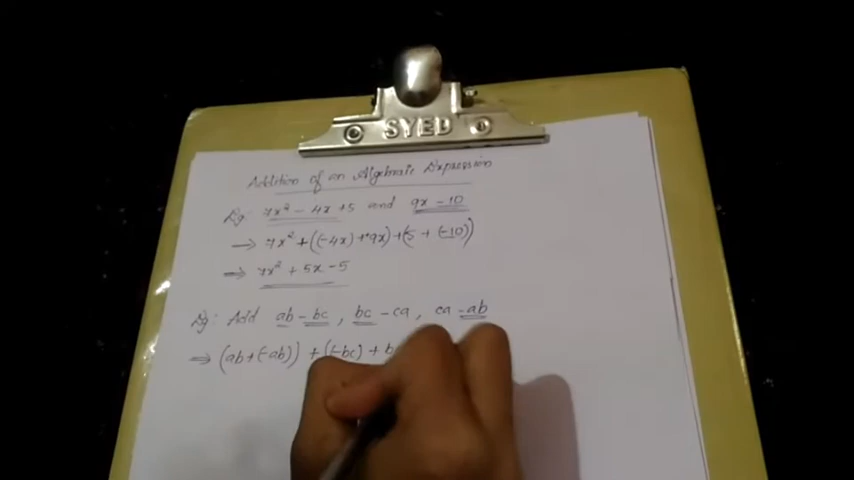 SYED
Addition of an Algebraic Expression
Eg: 7x² - 4x + 5 and 9x - 10
→ 7x² + ((-4x) + 9x) + (5 + (-10))
⇒ 7x² + 5x - 5
Eg: Add ab - bc, bc - ca, ca - ab
⇒ (ab + (-ab)) + (-bc) + b